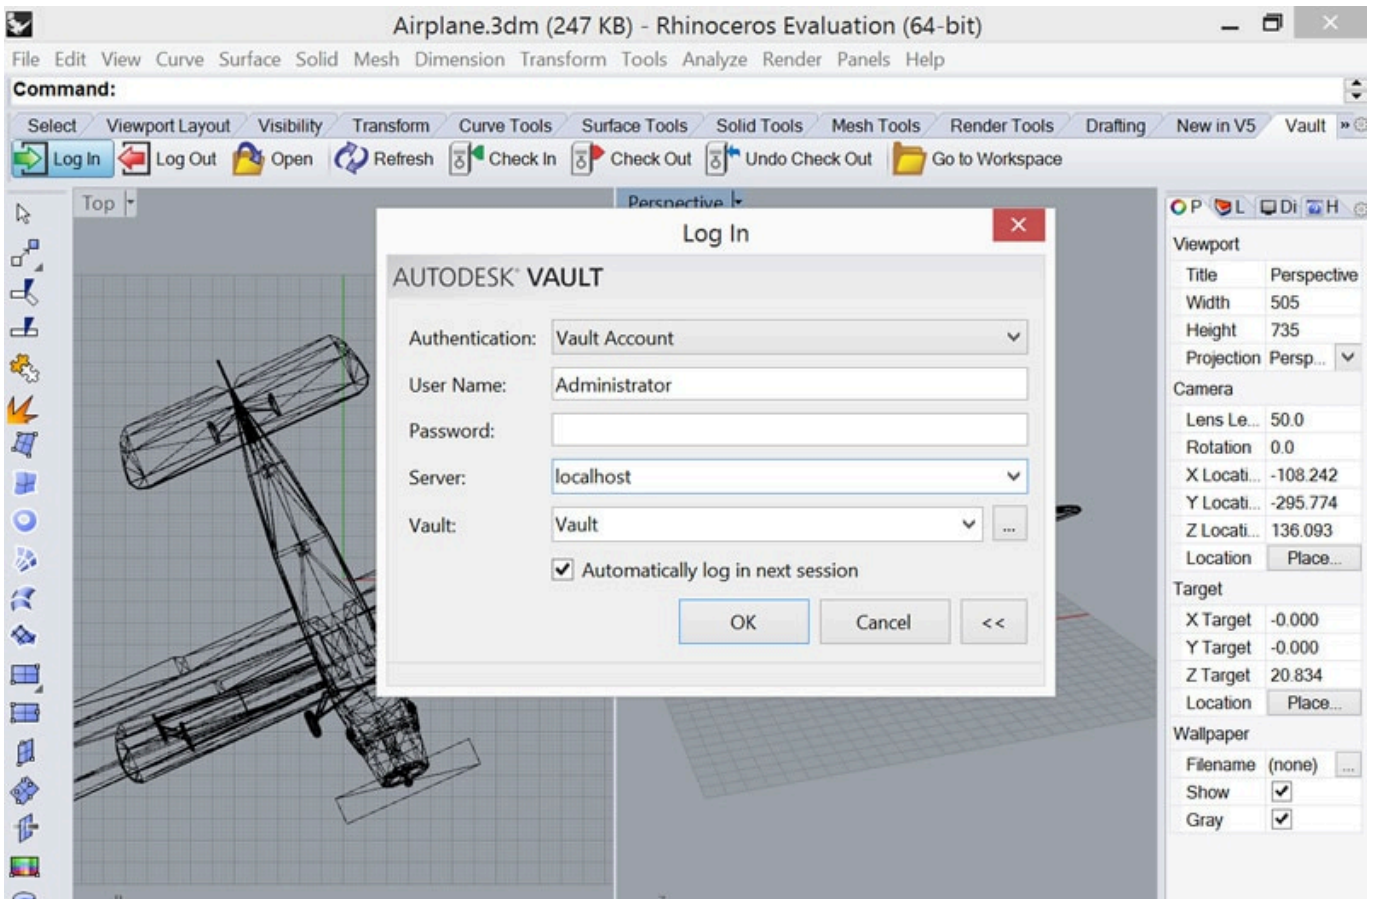 Airplane.3dm (247 KB) - Rhinoceros Evaluation (64-bit)
File Edit View Curve Surface Solid Mesh Dimension Transform Tools Analyze Render Panels Help
Command:
Select Viewport Layout Visibility Transform Curve Tools Surface Tools Solid Tools Mesh Tools Render Tools Drafting New in V5 Vault »
Log In Log Out Open Refresh Check In Check Out Undo Check Out Go to Workspace
Top
Perspective
Log In
AUTODESK® VAULT
Authentication: Vault Account
User Name: Administrator
Password:
Server: localhost
Vault: Vault ...
Automatically log in next session
OK Cancel <<
P L Di H
Viewport
Title Perspective
Width 505
Height 735
Projection Persp...
Camera
Lens Le... 50.0
Rotation 0.0
X Locati... -108.242
Y Locati... -295.774
Z Locati... 136.093
Location Place...
Target
X Target -0.000
Y Target -0.000
Z Target 20.834
Location Place...
Wallpaper
Filename (none) ...
Show
Gray